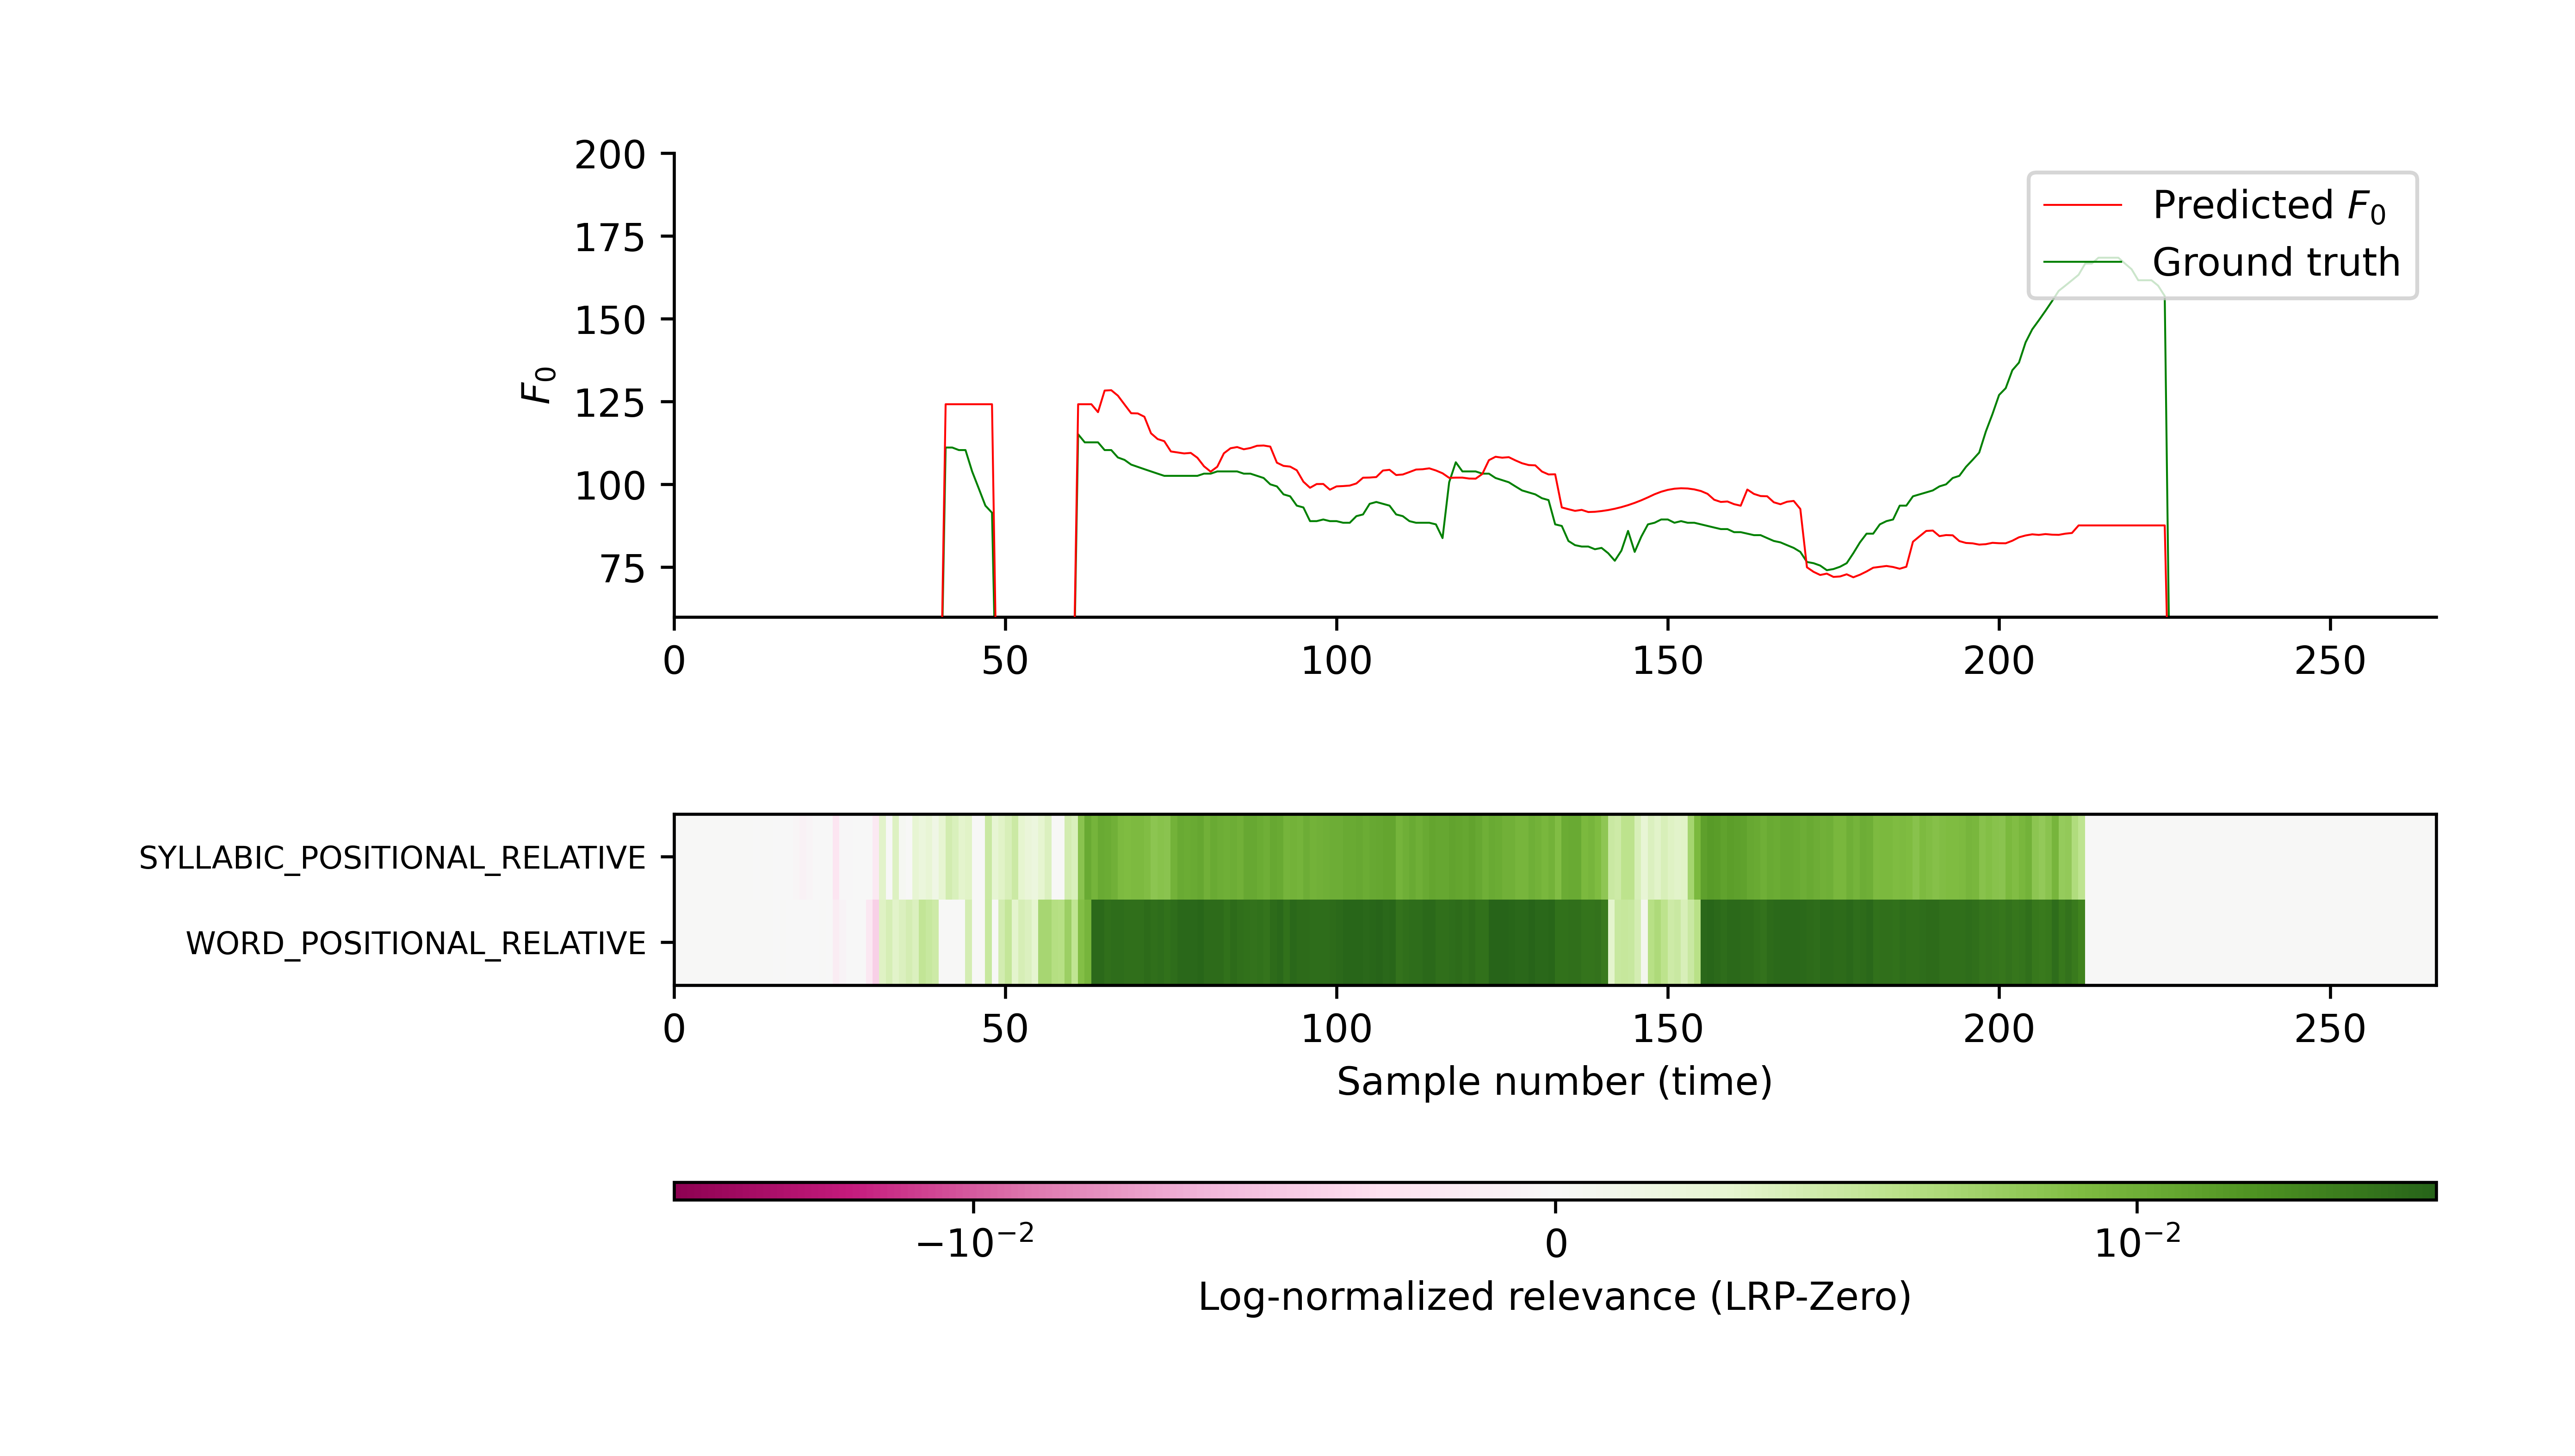 200
175
150
125
100
75
F₀
Predicted F₀
Ground truth
0 50 100 150 200 250
SYLLABIC_POSITIONAL_RELATIVE
WORD_POSITIONAL_RELATIVE
0 50 100 150 200 250
Sample number (time)
−10⁻² 0 10⁻²
Log-normalized relevance (LRP-Zero)